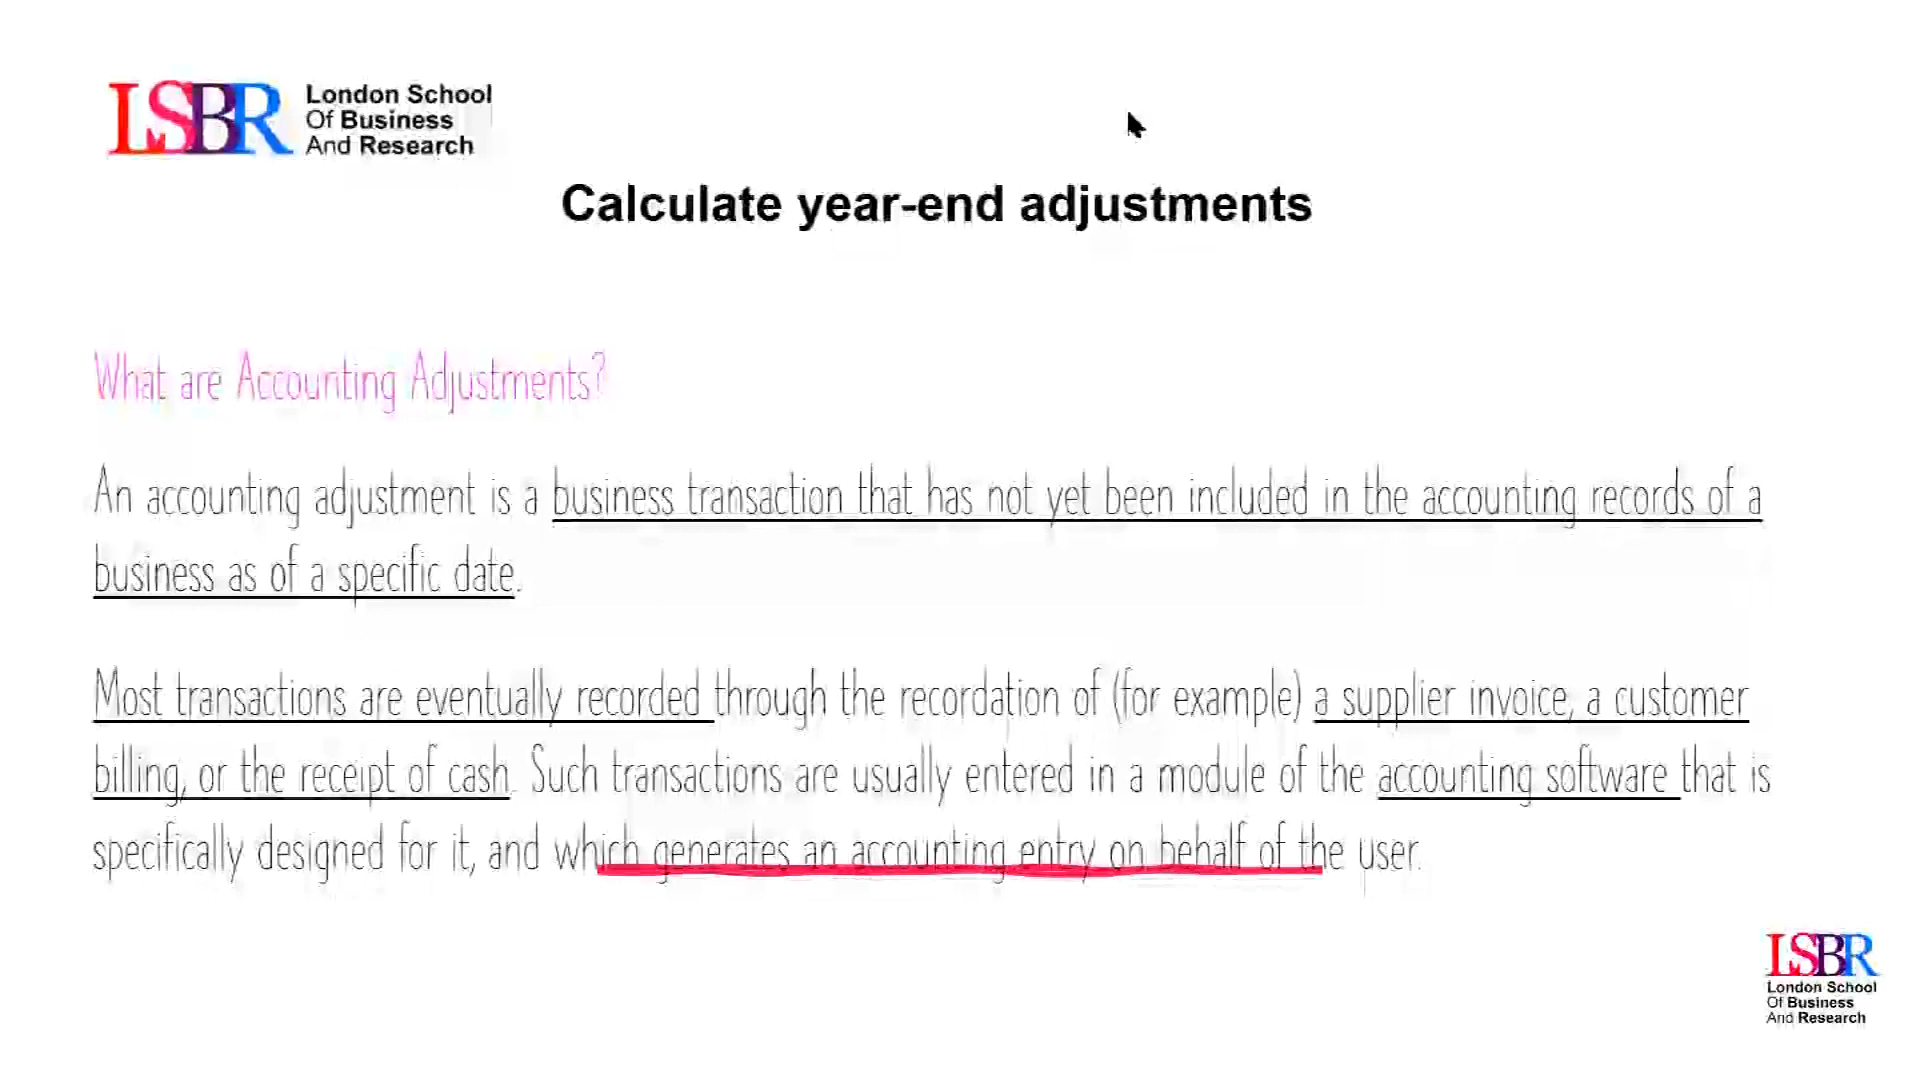 LSBR London School
Of Business
And Research
Calculate year-end adjustments
What are Accounting Adjustments?
An accounting adjustment is a business transaction that has not yet been included in the accounting records of a
business as of a specific date.
Most transactions are eventually recorded through the recordation of (for example) a supplier invoice, a customer
billing, or the receipt of cash. Such transactions are usually entered in a module of the accounting software that is
specifically designed for it, and which generates an accounting entry on behalf of the user.
LSBR
London School
Of Business
And Research